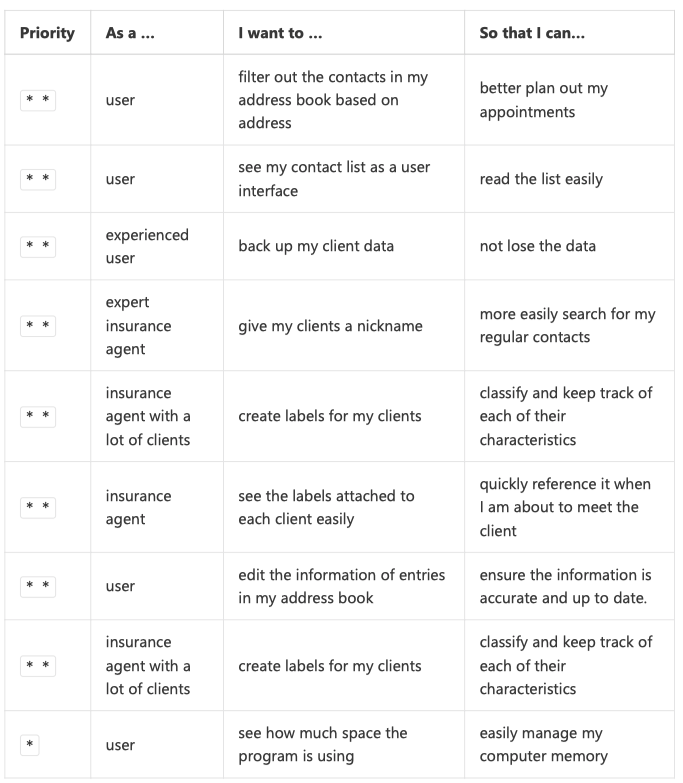 Priority As a ... I want to ... So that I can...
* * user filter out the contacts in my address book based on address better plan out my appointments
* * user see my contact list as a user interface read the list easily
* * experienced user back up my client data not lose the data
* * expert insurance agent give my clients a nickname more easily search for my regular contacts
* * insurance agent with a lot of clients create labels for my clients classify and keep track of each of their characteristics
* * insurance agent see the labels attached to each client easily quickly reference it when I am about to meet the client
* * user edit the information of entries in my address book ensure the information is accurate and up to date.
* * insurance agent with a lot of clients create labels for my clients classify and keep track of each of their characteristics
* user see how much space the program is using easily manage my computer memory